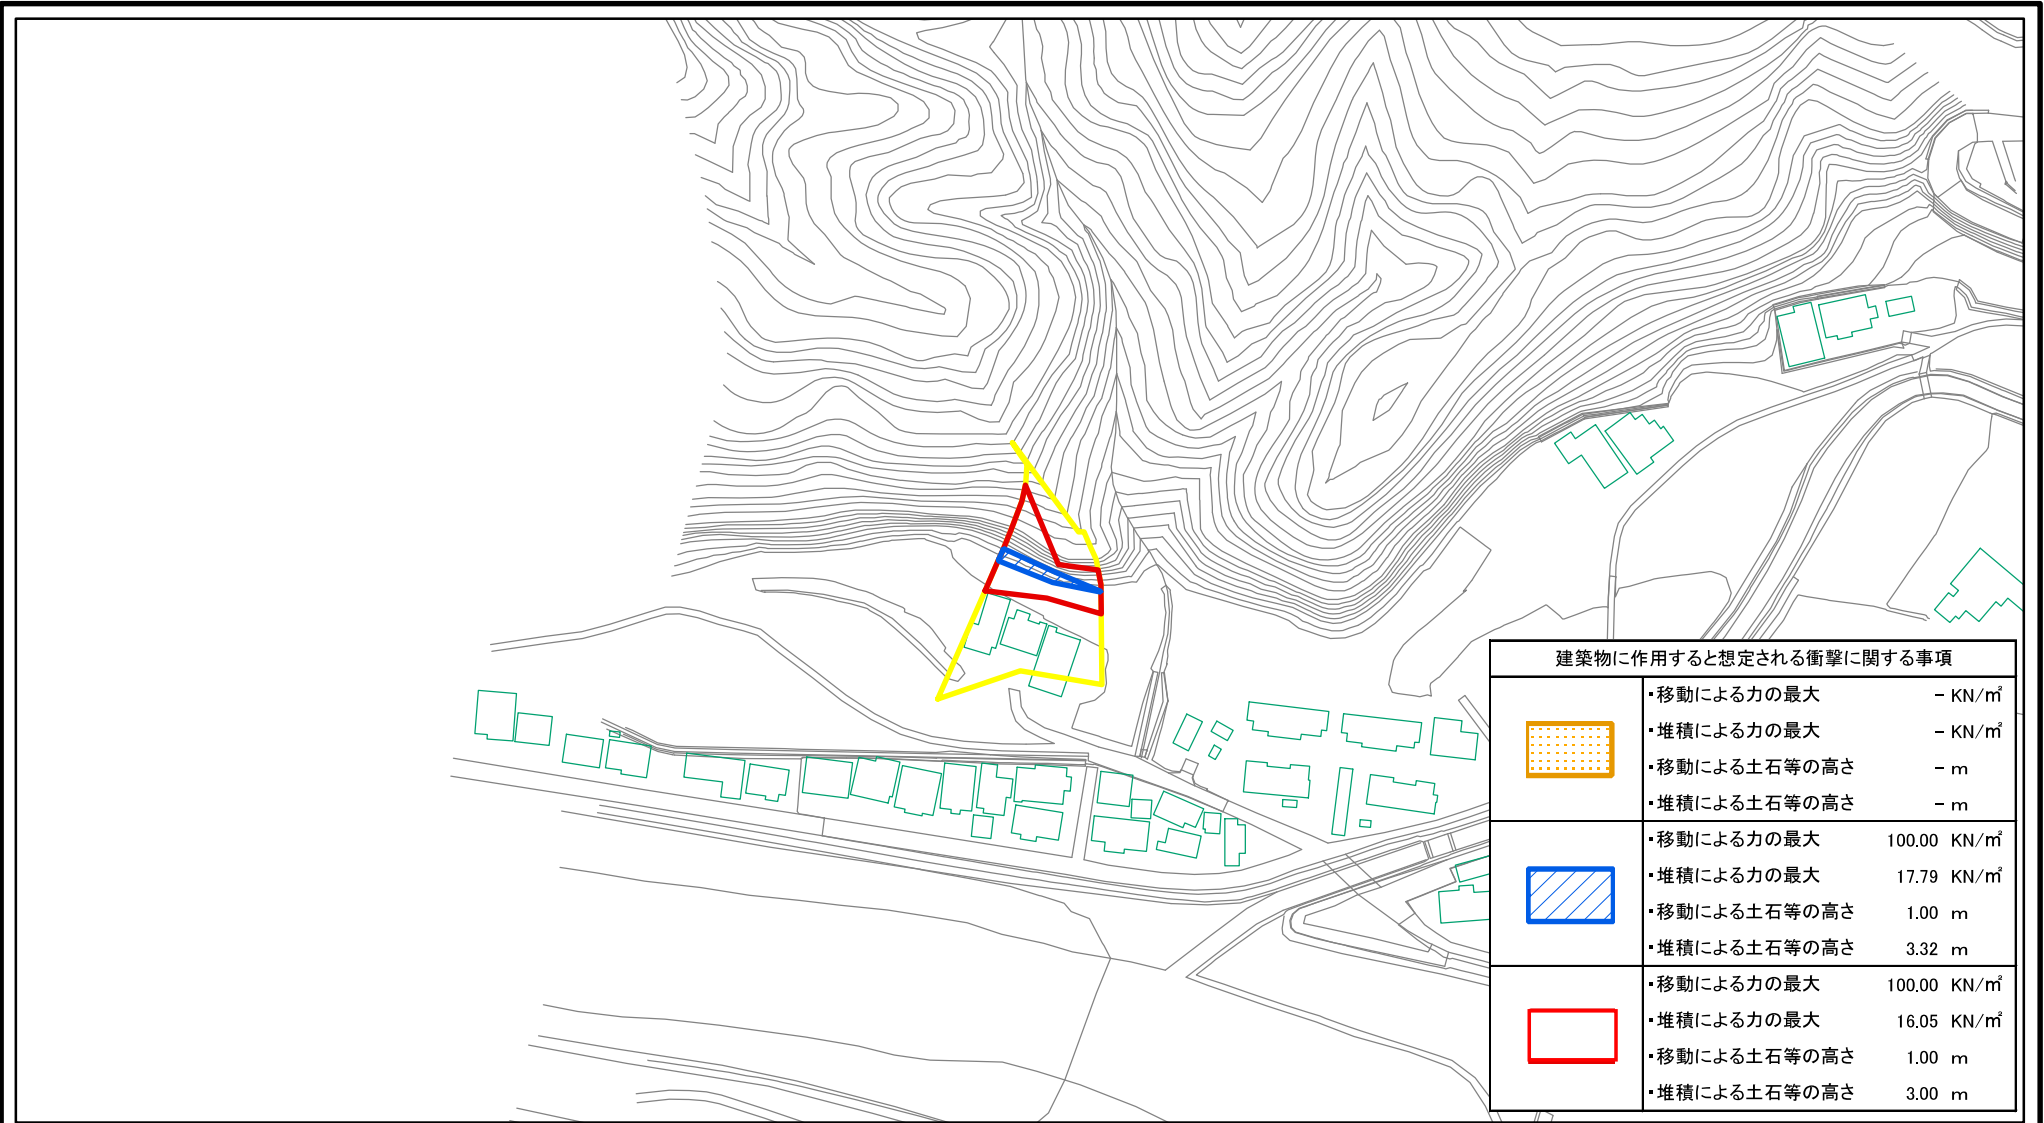 建築物に作用すると想定される衝撃に関する事項
・移動による力の最大 － KN/㎡
・堆積による力の最大 － KN/㎡
・移動による土石等の高さ － m
・堆積による土石等の高さ － m
・移動による力の最大 100.00 KN/㎡
・堆積による力の最大 17.79 KN/㎡
・移動による土石等の高さ 1.00 m
・堆積による土石等の高さ 3.32 m
・移動による力の最大 100.00 KN/㎡
・堆積による力の最大 16.05 KN/㎡
・移動による土石等の高さ 1.00 m
・堆積による土石等の高さ 3.00 m